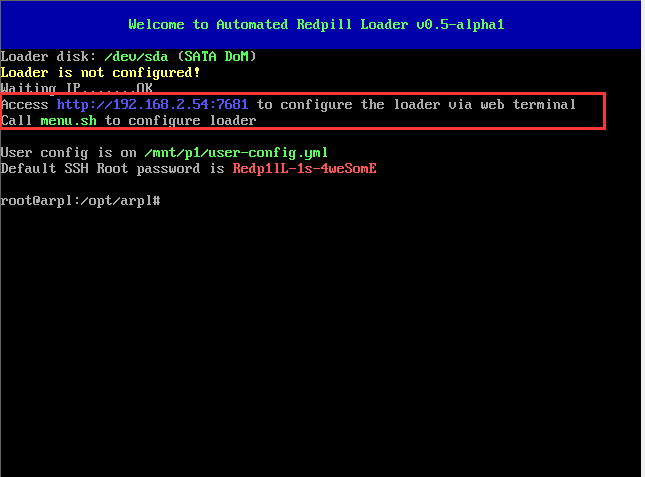 Welcome to Automated Redpill Loader v0.5-alpha1
Loader disk: /dev/sda (SATA DoM)
Loader is not configured!
Waiting IP.......OK
Access http://192.168.2.54:7681 to configure the loader via web terminal
Call menu.sh to configure loader
User config is on /mnt/p1/user-config.yml
Default SSH Root password is Redp1lL-1s-4weSomE
root@arpl:/opt/arpl#